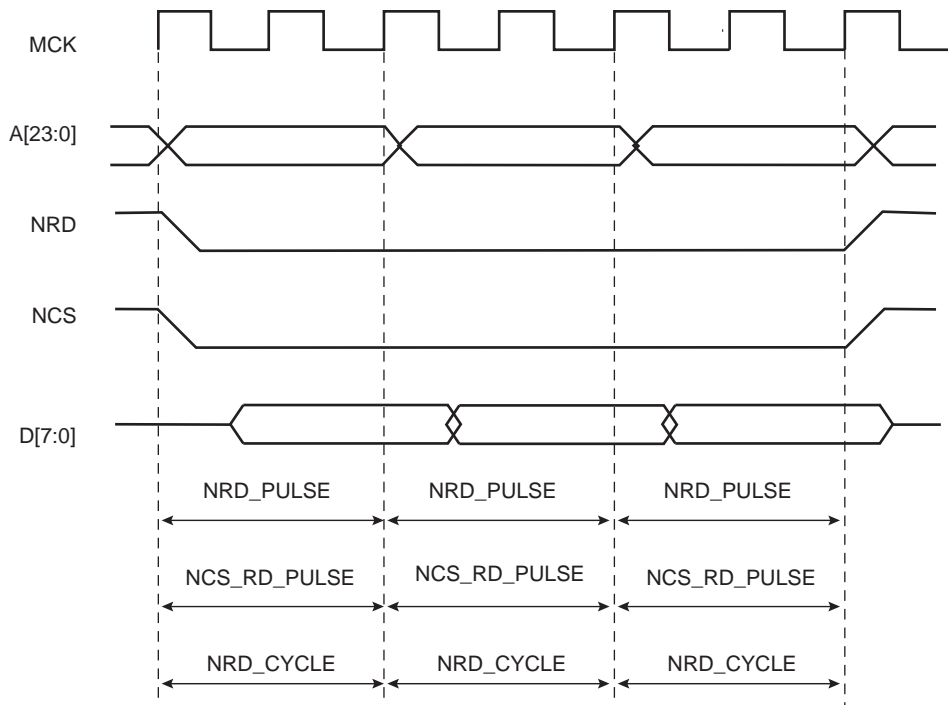 MCK
A[23:0]
NRD
NCS
D[7:0]
NRD_PULSE NRD_PULSE NRD_PULSE
NCS_RD_PULSE NCS_RD_PULSE NCS_RD_PULSE
NRD_CYCLE NRD_CYCLE NRD_CYCLE